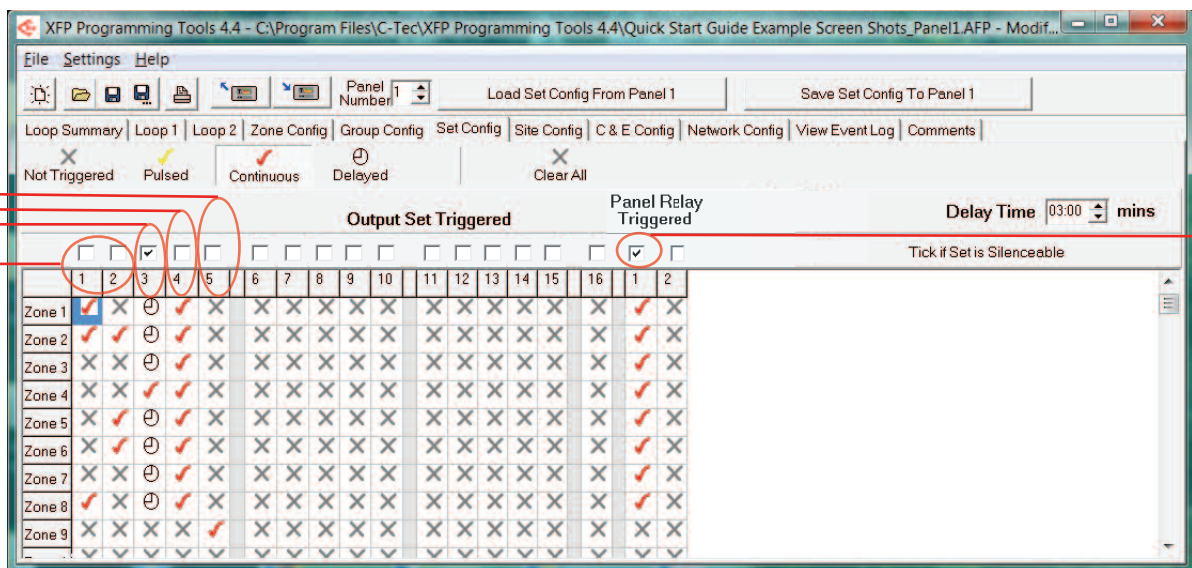 XFP Programming Tools 4.4 - C:\Program Files\C-Tec\XFP Programming Tools 4.4\Quick Start Guide Example Screen Shots_Panel1.AFP - Modif...
File Settings Help
Panel Number 1 Load Set Config From Panel 1 Save Set Config To Panel 1
Loop Summary Loop 1 Loop 2 Zone Config Group Config Set Config Site Config C & E Config Network Config View Event Log Comments
Not Triggered Pulsed Continuous Delayed Clear All
Output Set Triggered Panel Relay Triggered Delay Time 03:00 mins
Tick if Set is Silenceable
1 2 3 4 5 6 7 8 9 10 11 12 13 14 15 16 1 2
Zone 1
Zone 2
Zone 3
Zone 4
Zone 5
Zone 6
Zone 7
Zone 8
Zone 9